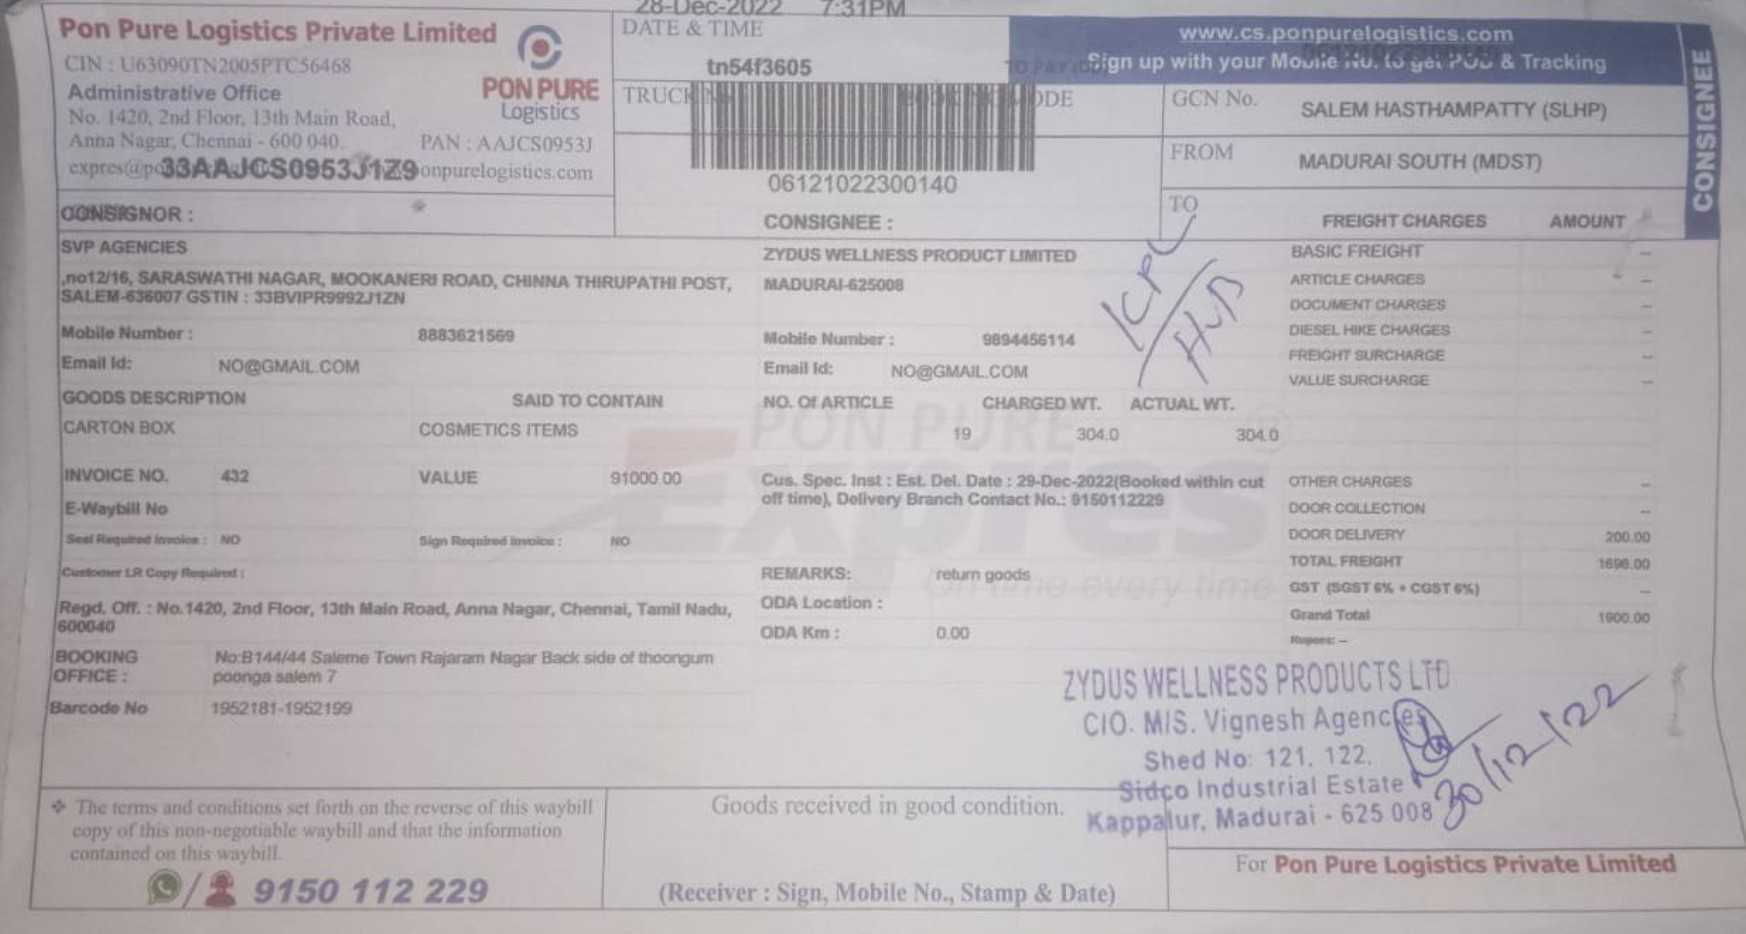 28-Dec-2022 7:31PM
Pon Pure Logistics Private Limited
CIN : U63090TN2005PTC56468
Administrative Office
No. 1420, 2nd Floor, 13th Main Road,
Anna Nagar, Chennai - 600 040.
PAN : AAJCS0953J
33AAJCS0953J1Z9
onpurelogistics.com
PON PURE
Logistics
DATE & TIME
tn54f3605
TRUCK
06121022300140
www.cs.ponpurelogistics.com
Sign up with your Mobile No. to get POD & Tracking
CONSIGNEE
GCN No.
SALEM HASTHAMPATTY (SLHP)
FROM
MADURAI SOUTH (MDST)
TO
CONSIGNOR :
SVP AGENCIES
,no12/16, SARASWATHI NAGAR, MOOKANERI ROAD, CHINNA THIRUPATHI POST,
SALEM-636007 GSTIN : 33BVIPR9992J1ZN
Mobile Number : 8883621569
Email Id: NO@GMAIL.COM
CONSIGNEE :
ZYDUS WELLNESS PRODUCT LIMITED
MADURAI-625008
Mobile Number : 9894456114
Email Id: NO@GMAIL.COM
FREIGHT CHARGES AMOUNT
BASIC FREIGHT --
ARTICLE CHARGES --
DOCUMENT CHARGES --
DIESEL HIKE CHARGES --
FREIGHT SURCHARGE --
VALUE SURCHARGE --
GOODS DESCRIPTION SAID TO CONTAIN NO. Of ARTICLE CHARGED WT. ACTUAL WT.
CARTON BOX COSMETICS ITEMS 19 304.0 304.0
PON PURE
Expres
On time every time
INVOICE NO. 432 VALUE 91000.00
E-Waybill No
Seal Required Invoice : NO Sign Required Invoice : NO
Customer LR Copy Required :
Cus. Spec. Inst : Est. Del. Date : 29-Dec-2022(Booked within cut
off time), Delivery Branch Contact No.: 9150112229
REMARKS: return goods
ODA Location :
ODA Km : 0.00
OTHER CHARGES --
DOOR COLLECTION --
DOOR DELIVERY 200.00
TOTAL FREIGHT 1698.00
GST (SGST 6% + CGST 6%) --
Grand Total 1900.00
Rupees: --
Regd. Off. : No.1420, 2nd Floor, 13th Main Road, Anna Nagar, Chennai, Tamil Nadu,
600040
BOOKING OFFICE : No:B144/44 Saleme Town Rajaram Nagar Back side of thoongum
poonga salem 7
Barcode No 1952181-1952199
ZYDUS WELLNESS PRODUCTS LTD
C/O. M/S. Vignesh Agencies
Shed No: 121, 122,
Sidco Industrial Estate
Kappalur, Madurai - 625 008
30/12/22
❖ The terms and conditions set forth on the reverse of this waybill
copy of this non-negotiable waybill and that the information
contained on this waybill.
9150 112 229
Goods received in good condition.
(Receiver : Sign, Mobile No., Stamp & Date)
For Pon Pure Logistics Private Limited